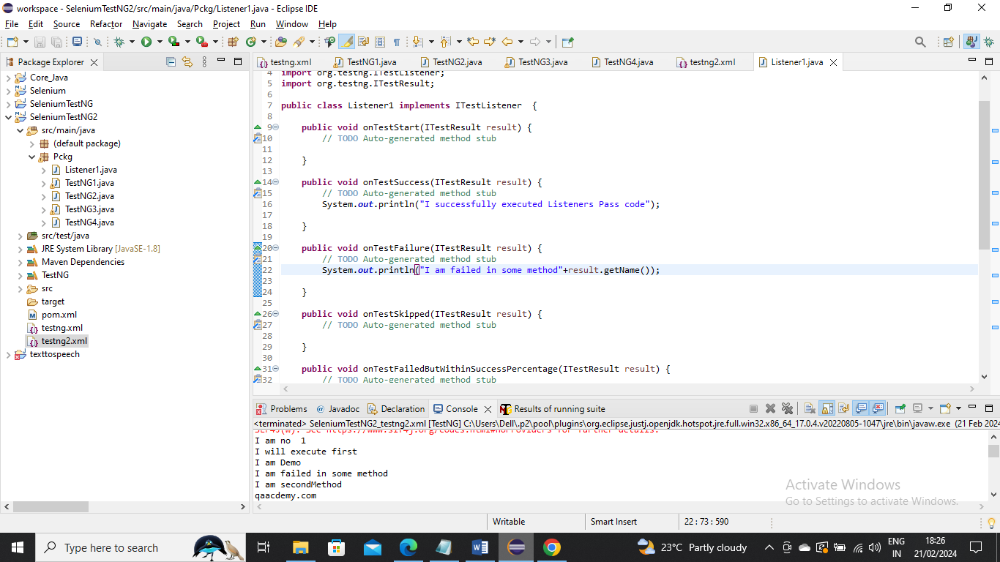 workspace - SeleniumTestNG2/src/main/java/Pckg/Listener1.java - Eclipse IDE
File Edit Source Refactor Navigate Search Project Run Window Help
Package Explorer
Core_Java
Selenium
SeleniumTestNG
SeleniumTestNG2
src/main/java
(default package)
Pckg
Listener1.java
TestNG1.java
TestNG2.java
TestNG3.java
TestNG4.java
src/test/java
JRE System Library [JavaSE-1.8]
Maven Dependencies
TestNG
src
target
pom.xml
testng.xml
testng2.xml
texttospeech
testng.xml TestNG1.java TestNG2.java TestNG3.java TestNG4.java testng2.xml Listener1.java
4 import org.testng.ITestListener;
5 import org.testng.ITestResult;
6
7 public class Listener1 implements ITestListener {
8
9 public void onTestStart(ITestResult result) {
10 // TODO Auto-generated method stub
11
12 }
13
14 public void onTestSuccess(ITestResult result) {
15 // TODO Auto-generated method stub
16 System.out.println("I successfully executed Listeners Pass code");
17
18 }
19
20 public void onTestFailure(ITestResult result) {
21 // TODO Auto-generated method stub
22 System.out.println("I am failed in some method"+result.getName());
23
24 }
25
26 public void onTestSkipped(ITestResult result) {
27 // TODO Auto-generated method stub
28
29 }
30
31 public void onTestFailedButWithinSuccessPercentage(ITestResult result) {
32 // TODO Auto-generated method stub
Problems @ Javadoc Declaration Console Results of running suite
<terminated> SeleniumTestNG2_testng2.xml [TestNG] C:\Users\Dell\.p2\pool\plugins\org.eclipse.justj.openjdk.hotspot.jre.full.win32.x86_64_17.0.4.v20220805-1047\jre\bin\javaw.exe (21 Feb 2024
SLF4J(W): See https://www.slf4j.org/codes.html#noProviders for further details.
I am no  1
I will execute first
I am Demo
I am failed in some method
I am secondMethod
qaacdemy.com
Activate Windows
Go to Settings to activate Windows.
Writable Smart Insert 22 : 73 : 590
Type here to search
23°C Partly cloudy
ENG
IN
18:26
21/02/2024